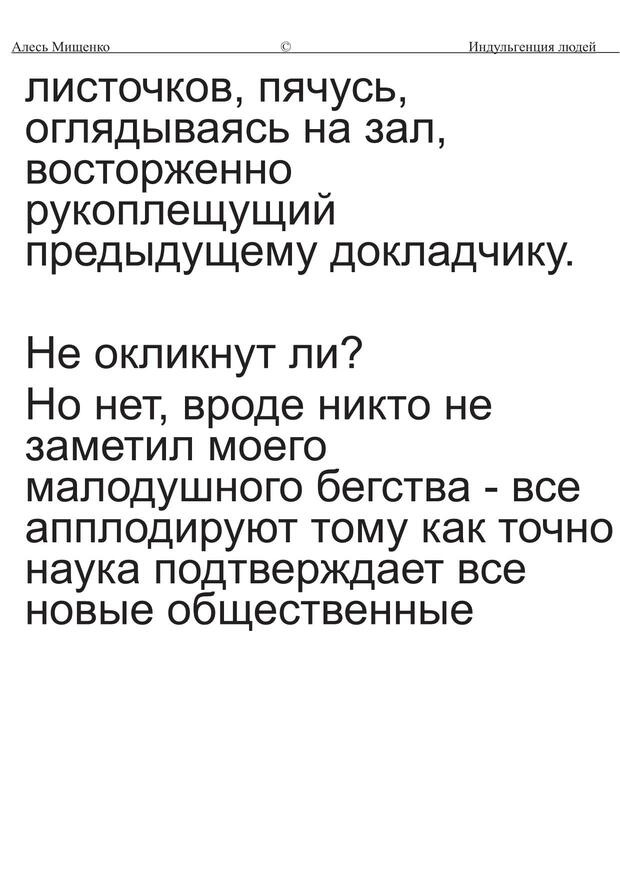 Алесь Мищенко © Индульгенция людей
листочков, пячусь,
оглядываясь на зал,
восторженно
рукоплещущий
предыдущему докладчику.
Не окликнут ли?
Но нет, вроде никто не
заметил моего
малодушного бегства - все
апплодируют тому как точно
наука подтверждает все
новые общественные